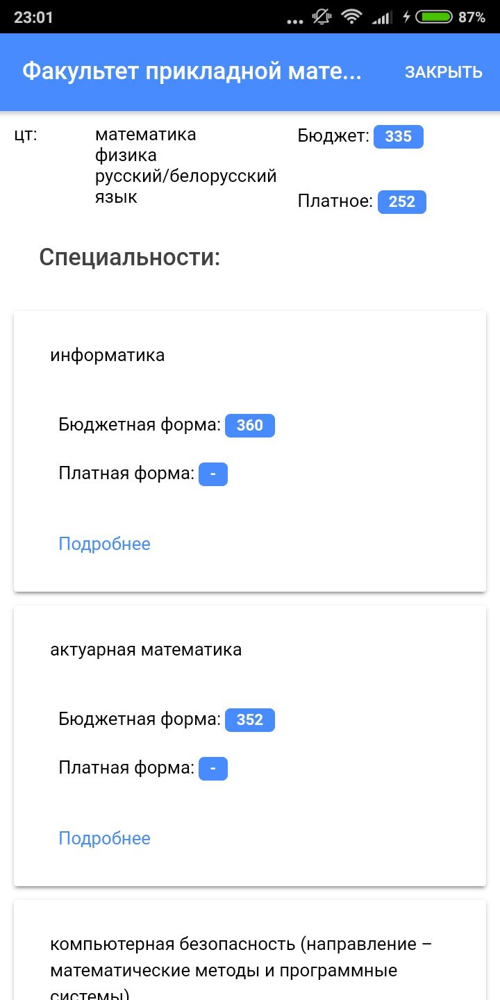 23:01
87%
Факультет прикладной мате...
ЗАКРЫТЬ
цт:
математика
физика
русский/белорусский
язык
Бюджет: 335
Платное: 252
Специальности:
информатика
Бюджетная форма: 360
Платная форма: -
Подробнее
актуарная математика
Бюджетная форма: 352
Платная форма: -
Подробнее
компьютерная безопасность (направление –
математические методы и программные
системы)